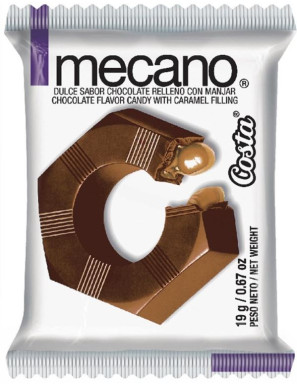 mecano®
DULCE SABOR CHOCOLATE RELLENO CON MANJAR
CHOCOLATE FLAVOR CANDY WITH CARAMEL FILLING
Costa®
19 g / 0.67 oz
PESO NETO / NET WEIGHT